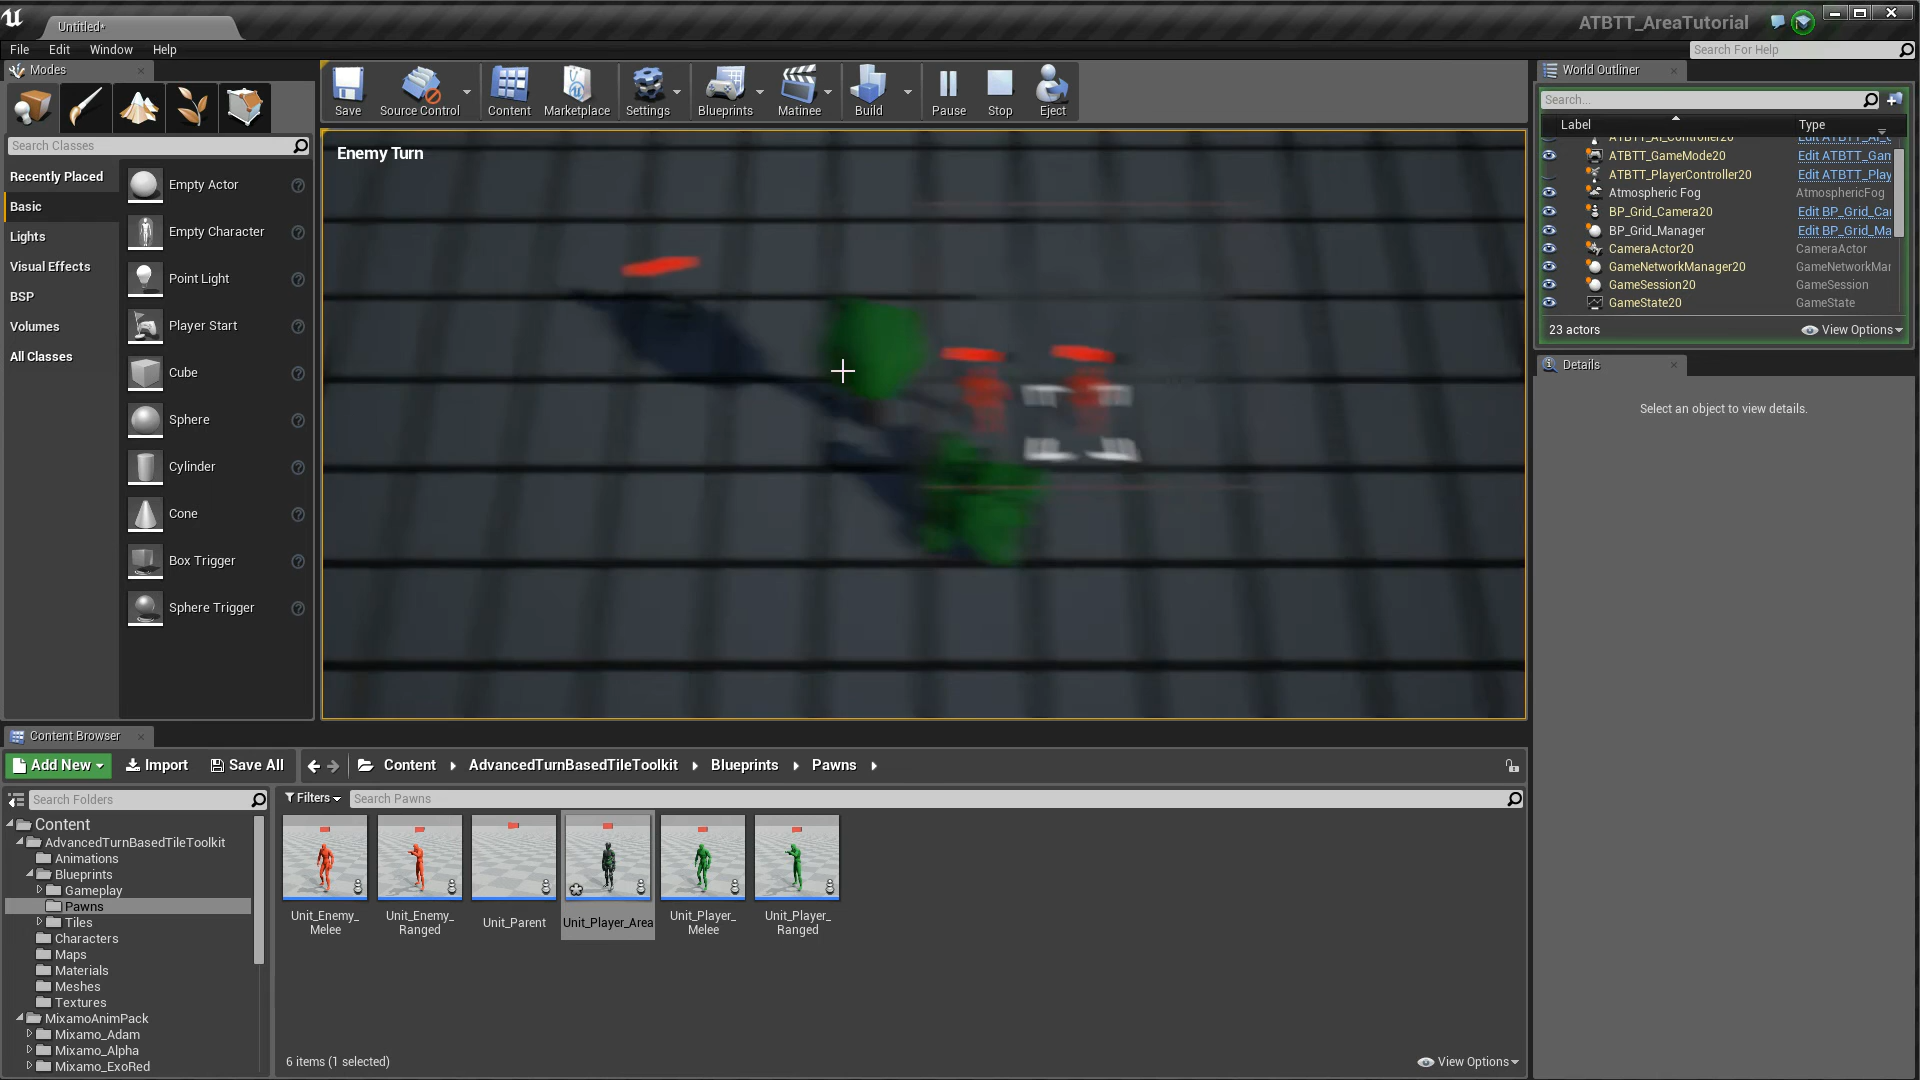 Untitled*
ATBTT_AreaTutorial
File Edit Window Help
Search For Help
Modes
Search Classes
Recently Placed
Basic
Lights
Visual Effects
BSP
Volumes
All Classes
Empty Actor
Empty Character
Point Light
Player Start
Cube
Sphere
Cylinder
Cone
Box Trigger
Sphere Trigger
Save Source Control Content Marketplace Settings Blueprints Matinee Build Pause Stop Eject
Enemy Turn
World Outliner
Search...
Label Type
ATBTT_AI_Controller20
ATBTT_GameMode20 Edit ATBTT_Gan
ATBTT_PlayerController20 Edit ATBTT_Play
Atmospheric Fog AtmosphericFog
BP_Grid_Camera20 Edit BP_Grid_Car
BP_Grid_Manager Edit BP_Grid_Ma
CameraActor20 CameraActor
GameNetworkManager20 GameNetworkMar
GameSession20 GameSession
GameState20 GameState
23 actors View Options
Details
Select an object to view details.
Content Browser
Add New Import Save All Content AdvancedTurnBasedTileToolkit Blueprints Pawns
Search Folders
Filters Search Pawns
Content
AdvancedTurnBasedTileToolkit
Animations
Blueprints
Gameplay
Pawns
Tiles
Characters
Maps
Materials
Meshes
Textures
MixamoAnimPack
Mixamo_Adam
Mixamo_Alpha
Mixamo_ExoRed
Unit_Enemy_
Melee
Unit_Enemy_
Ranged
Unit_Parent
Unit_Player_Area
Unit_Player_
Melee
Unit_Player_
Ranged
6 items (1 selected) View Options